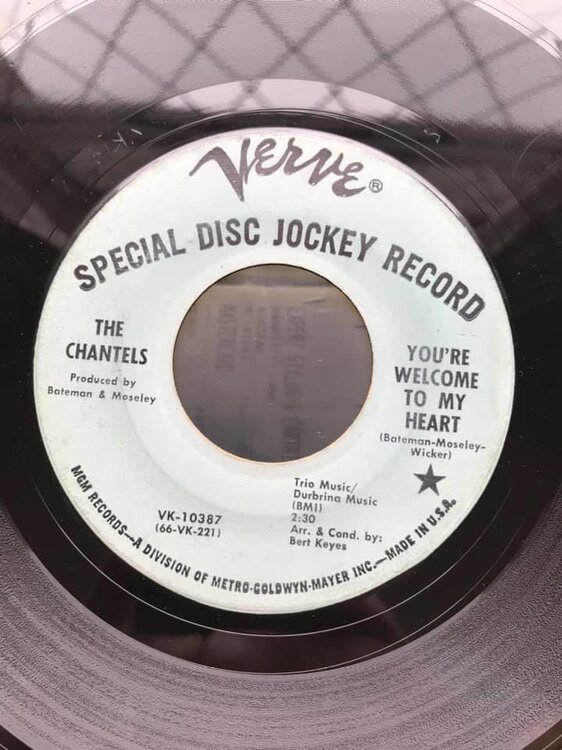 Verve®
SPECIAL DISC JOCKEY RECORD
THE
CHANTELS
Produced by
Bateman & Moseley
YOU'RE
WELCOME
TO MY
HEART
(Bateman-Moseley-
Wicker)
VK-10387
(66-VK-221)
Trio Music/
Durbrina Music
(BMI)
2:30
Arr. & Cond. by:
Bert Keyes
MGM RECORDS—A DIVISION OF METRO-GOLDWYN-MAYER INC.—MADE IN U.S.A.